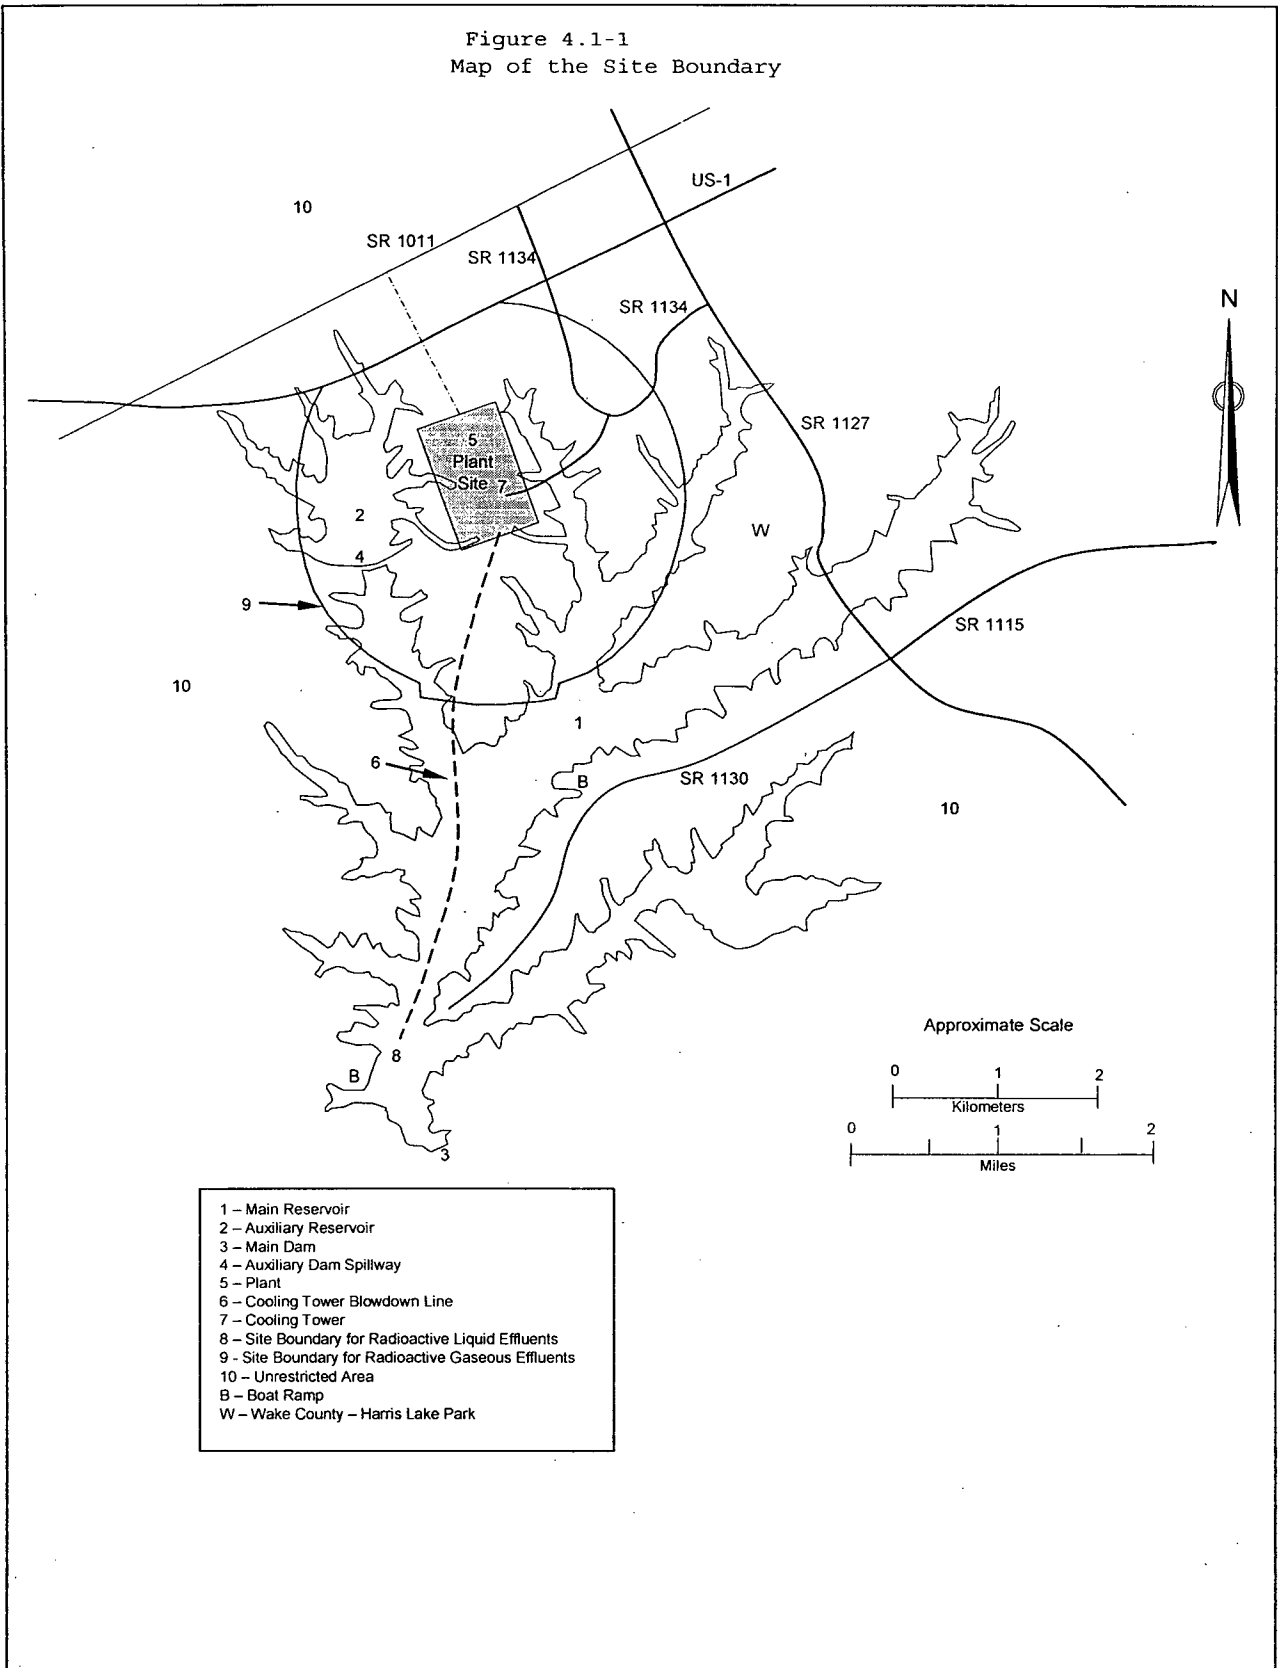 Figure 4.1-1
Map of the Site Boundary
US-1
10
SR 1011
SR 1134
SR 1134
N
SR 1127
5
Plant
Site 7
2
W
4
9
SR 1115
10
1
6
B
SR 1130
10
Approximate Scale
0 1 2
Kilometers
0 1 2
Miles
8
B
3
1 – Main Reservoir
2 – Auxiliary Reservoir
3 – Main Dam
4 – Auxiliary Dam Spillway
5 – Plant
6 – Cooling Tower Blowdown Line
7 – Cooling Tower
8 – Site Boundary for Radioactive Liquid Effluents
9 - Site Boundary for Radioactive Gaseous Effluents
10 – Unrestricted Area
B – Boat Ramp
W – Wake County – Harris Lake Park